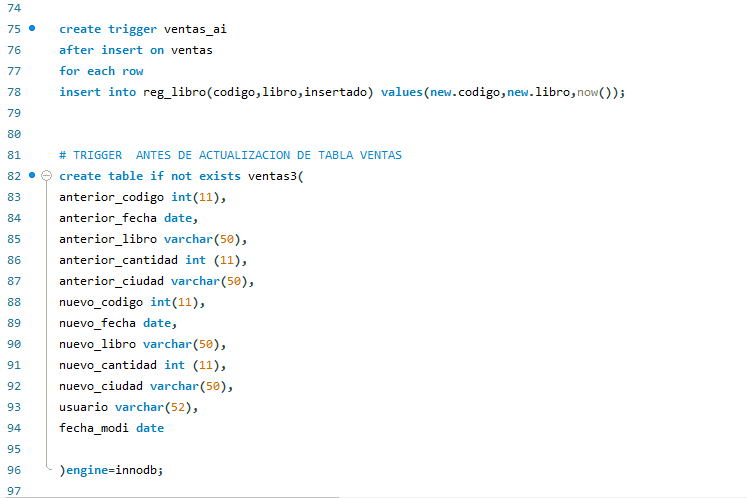 74
75 create trigger ventas_ai
76 after insert on ventas
77 for each row
78 insert into reg_libro(codigo,libro,insertado) values(new.codigo,new.libro,now());
79
80
81 # TRIGGER  ANTES DE ACTUALIZACION DE TABLA VENTAS
82 create table if not exists ventas3(
83 anterior_codigo int(11),
84 anterior_fecha date,
85 anterior_libro varchar(50),
86 anterior_cantidad int (11),
87 anterior_ciudad varchar(50),
88 nuevo_codigo int(11),
89 nuevo_fecha date,
90 nuevo_libro varchar(50),
91 nuevo_cantidad int (11),
92 nuevo_ciudad varchar(50),
93 usuario varchar(52),
94 fecha_modi date
95
96 )engine=innodb;
97